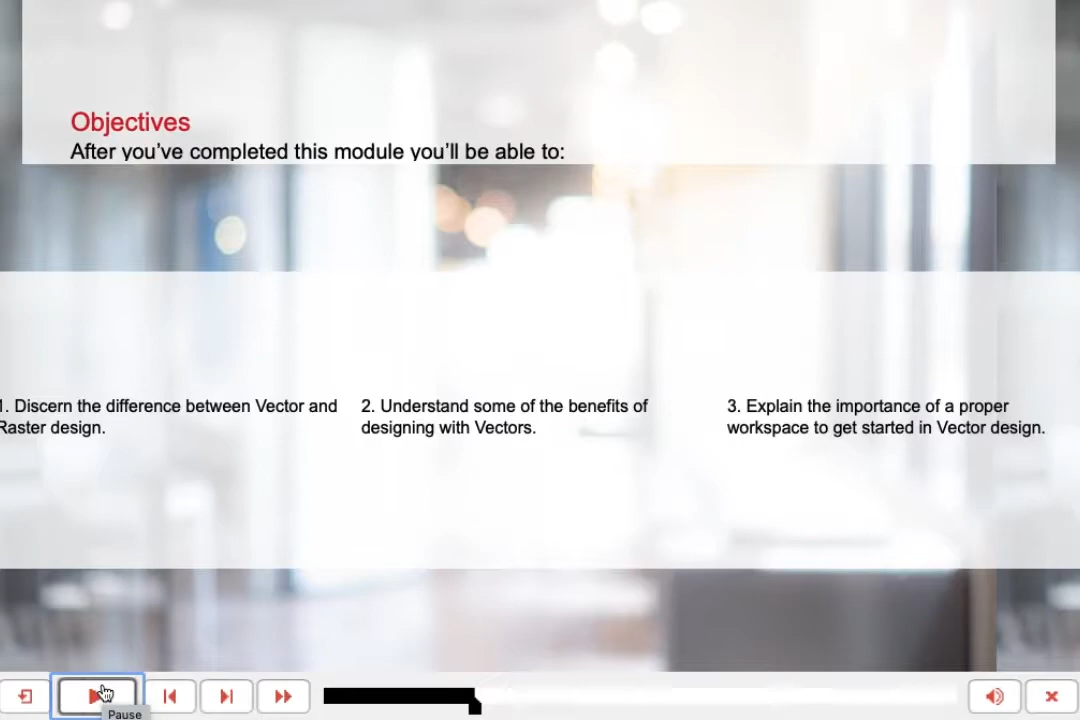 Objectives
After you've completed this module you'll be able to:
1. Discern the difference between Vector and
Raster design.
2. Understand some of the benefits of
designing with Vectors.
3. Explain the importance of a proper
workspace to get started in Vector design.
Pause